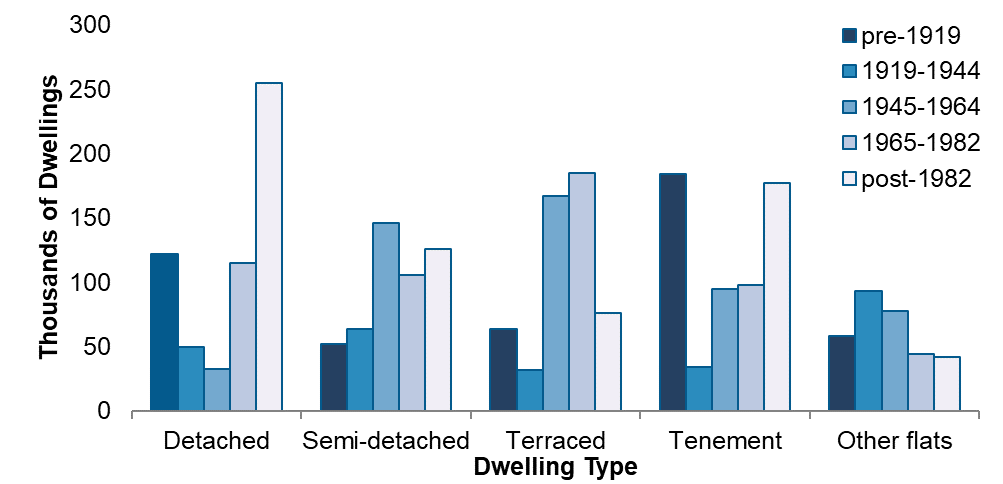 300
250
200
150
100
50
0
Thousands of Dwellings
pre-1919
1919-1944
1945-1964
1965-1982
post-1982
Detached Semi-detached Terraced Tenement Other flats
Dwelling Type